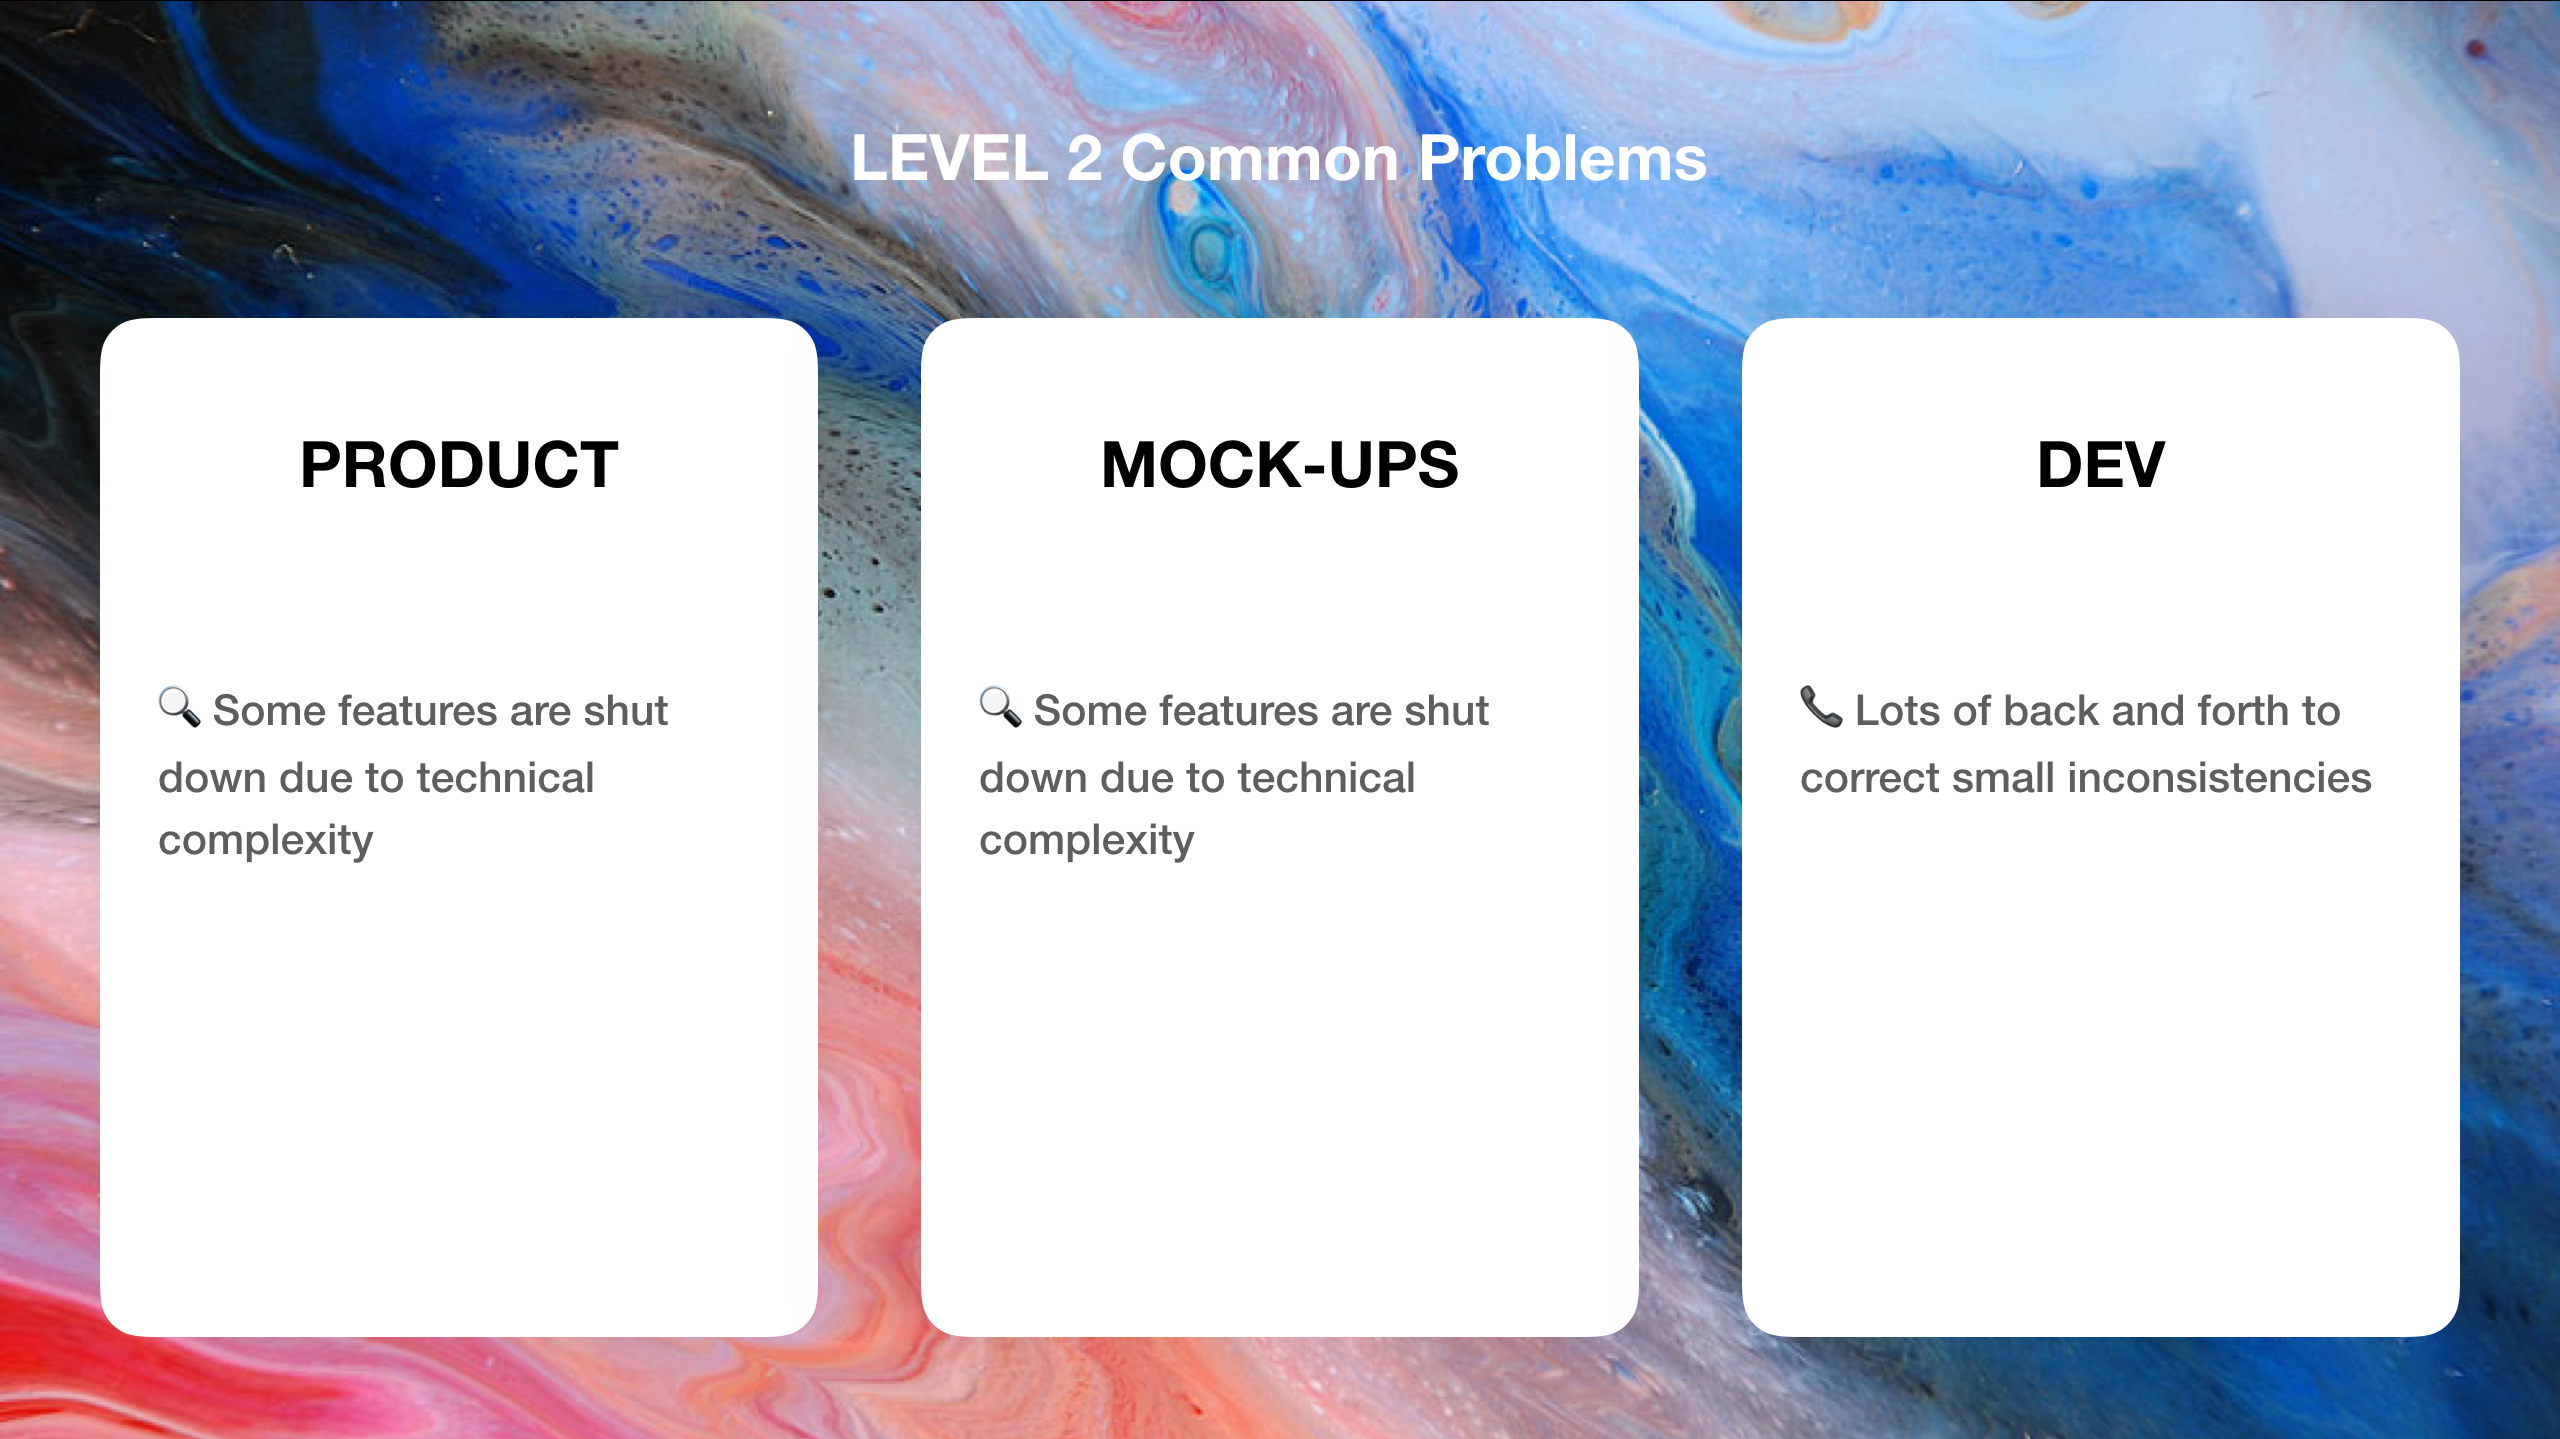 LEVEL 2 Common Problems
PRODUCT
🔍 Some features are shut
down due to technical
complexity
MOCK-UPS
🔍 Some features are shut
down due to technical
complexity
DEV
📞 Lots of back and forth to
correct small inconsistencies